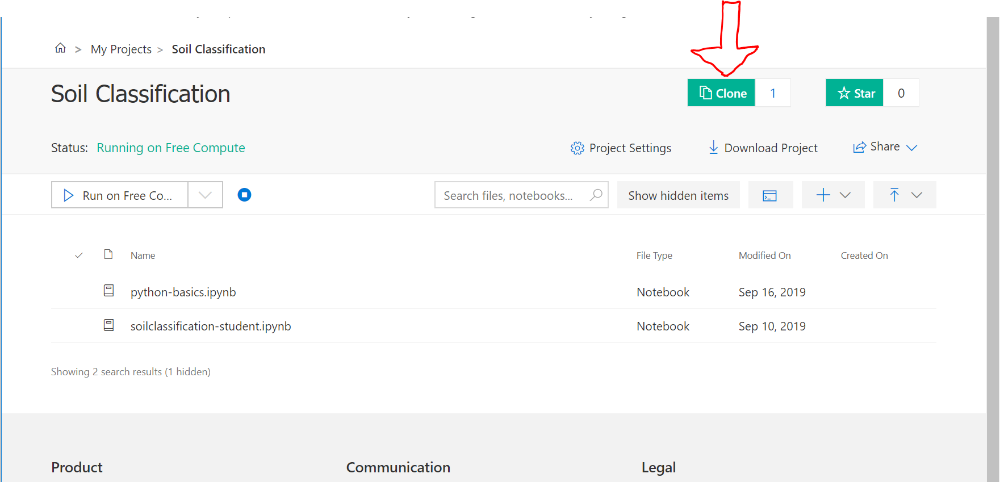 > My Projects > Soil Classification
Soil Classification
Clone 1
Star 0
Status: Running on Free Compute
Project Settings
Download Project
Share
Run on Free Co...
Search files, notebooks...
Show hidden items
Name File Type Modified On Created On
python-basics.ipynb Notebook Sep 16, 2019
soilclassification-student.ipynb Notebook Sep 10, 2019
Showing 2 search results (1 hidden)
Product Communication Legal